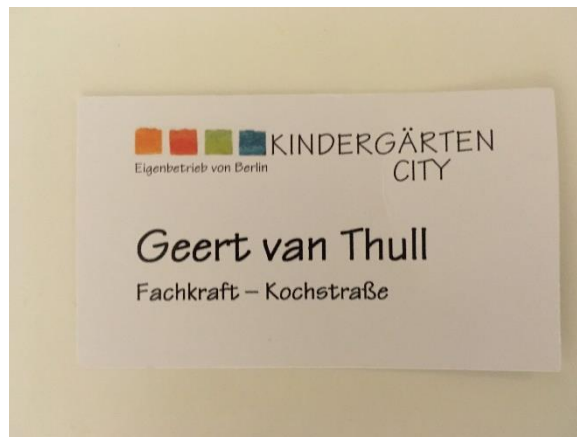 KINDERGÄRTEN
CITY
Eigenbetrieb von Berlin
Geert van Thull
Fachkraft – Kochstraße